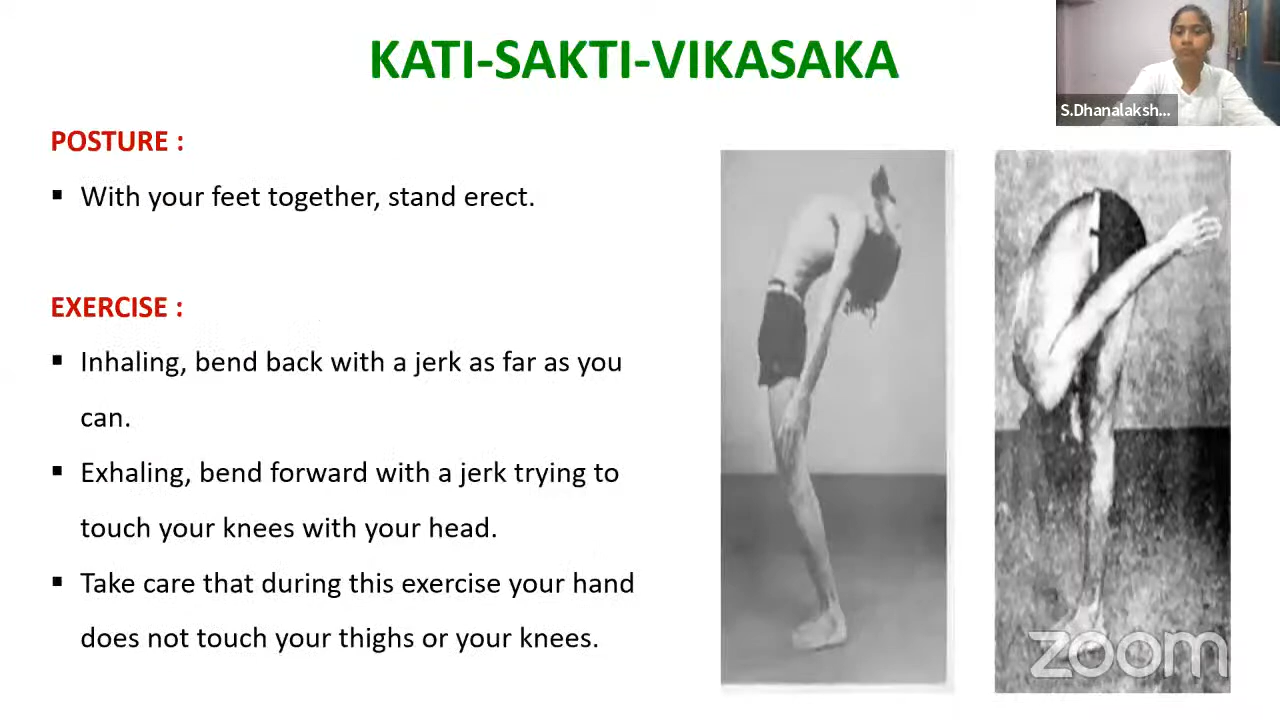 KATI-SAKTI-VIKASAKA
S.Dhanalaksh...
POSTURE :
▪ With your feet together, stand erect.
EXERCISE :
▪ Inhaling, bend back with a jerk as far as you
can.
▪ Exhaling, bend forward with a jerk trying to
touch your knees with your head.
▪ Take care that during this exercise your hand
does not touch your thighs or your knees.
zoom